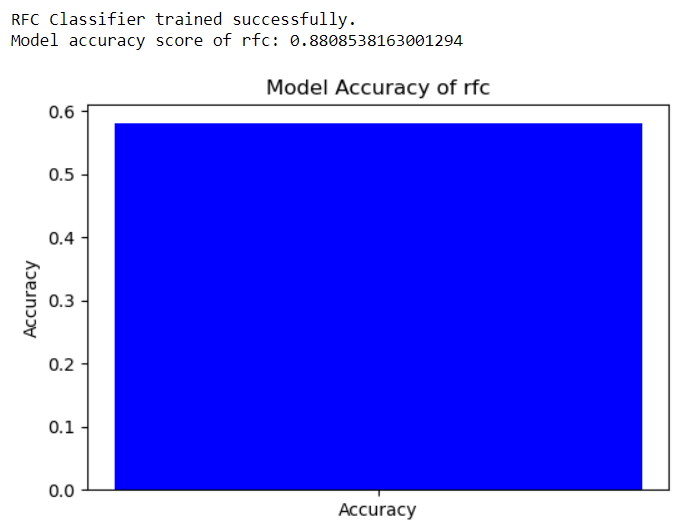 RFC Classifier trained successfully.
Model accuracy score of rfc: 0.8808538163001294
Model Accuracy of rfc
0.6
0.5
0.4
0.3
0.2
0.1
0.0
Accuracy
Accuracy